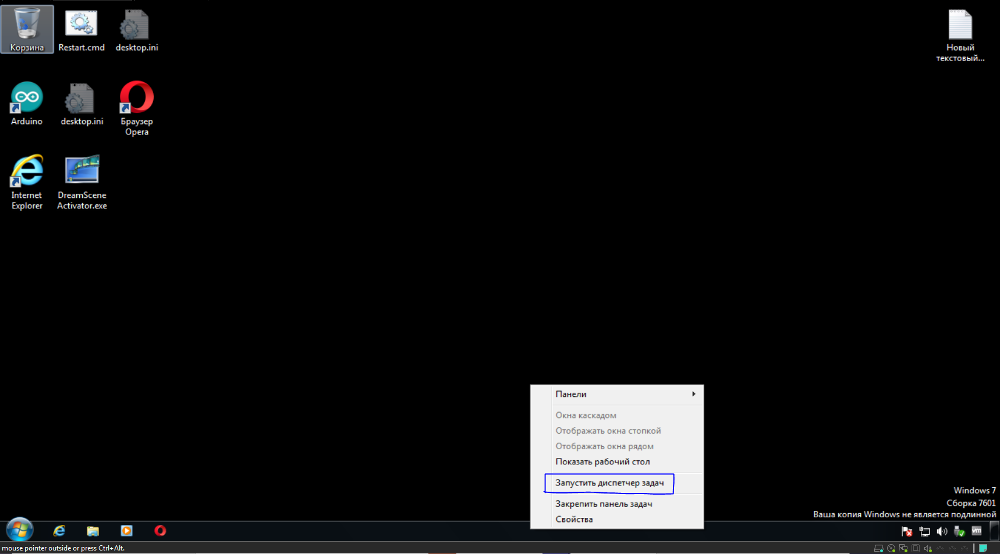 Корзина
Restart.cmd
desktop.ini
Новый
текстовый...
Arduino
desktop.ini
Браузер
Opera
Internet
Explorer
DreamScene
Activator.exe
Панели
Окна каскадом
Отображать окна стопкой
Отображать окна рядом
Показать рабочий стол
Запустить диспетчер задач
Закрепить панель задач
Свойства
Windows 7
Сборка 7601
Ваша копия Windows не является подлинной
vm
mouse pointer outside or press Ctrl+Alt.